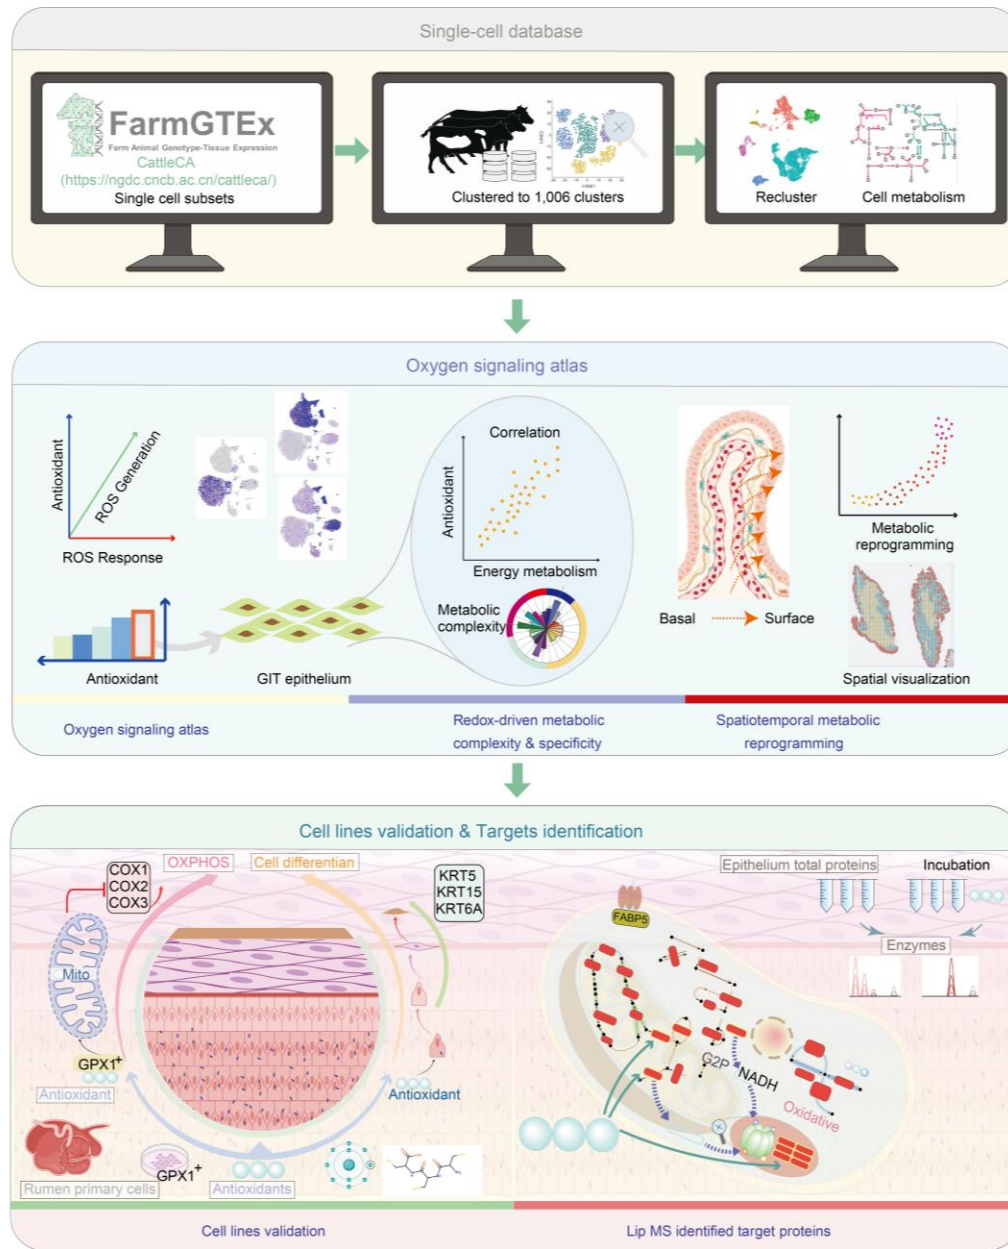 Single-cell database
FarmGTEx
Farm Animal Genotype-Tissue Expression
CattleCA
(https://ngdc.cncb.ac.cn/cattleca/)
Single cell subsets
Clustered to 1,006 clusters
Recluster
Cell metabolism
Oxygen signaling atlas
Antioxidant
ROS Generation
ROS Response
Antioxidant
GIT epithelium
Correlation
Antioxidant
Energy metabolism
Metabolic
complexity
Basal
Surface
Metabolic
reprogramming
Spatial visualization
Oxygen signaling atlas
Redox-driven metabolic
complexity & specificity
Spatiotemporal metabolic
reprogramming
Cell lines validation & Targets identification
COX1
COX2
COX3
OXPHOS
Cell differentian
KRT5
KRT15
KRT6A
Mito
GPX1+
Antioxidant
Antioxidant
Rumen primary cells
GPX1+
Antioxidants
Epithelium total proteins
Incubation
FABP5
Enzymes
G2P
NADH
Oxidative
Cell lines validation
Lip MS identified target proteins